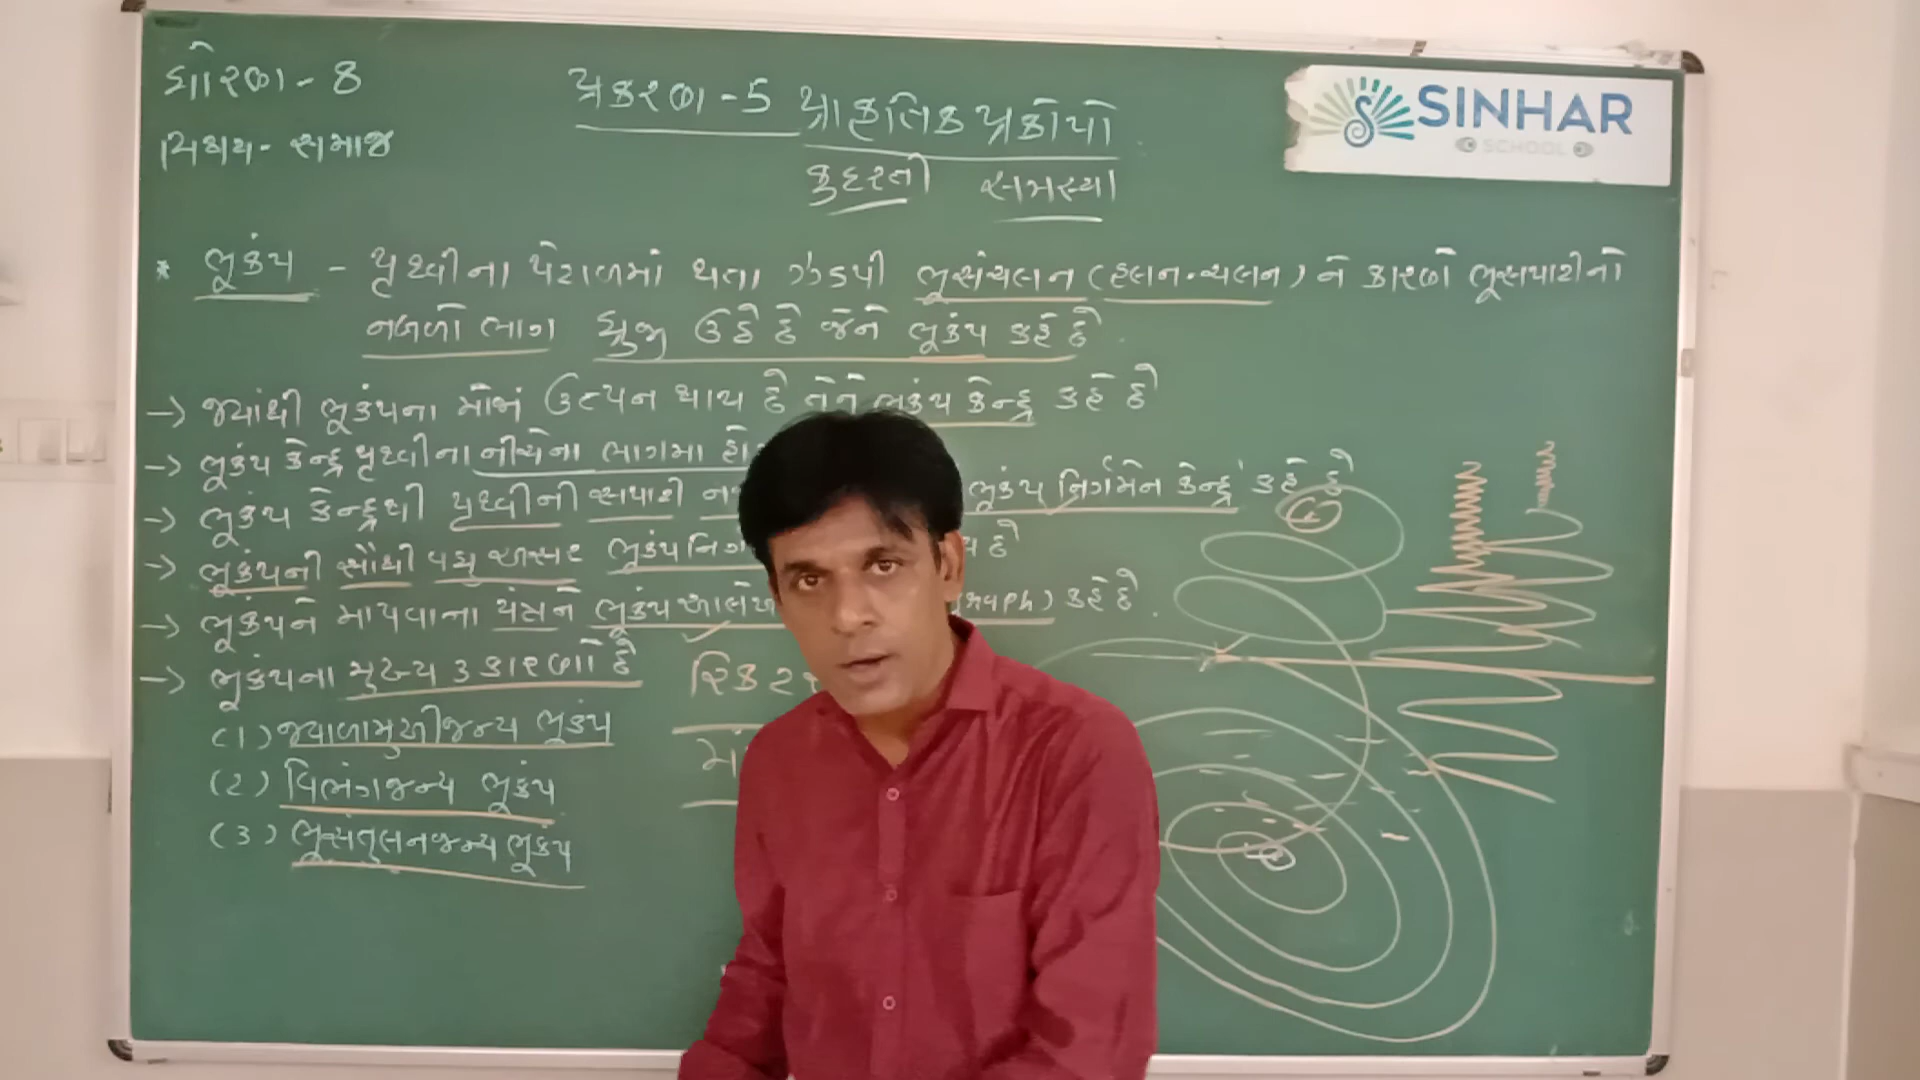 ધોરણ - 8
વિષય - સમાજ
પ્રકરણ - 5 પ્રાકૃતિક પ્રકોપો
કુદરતી સમસ્યા
SINHAR
SCHOOL
* ભૂકંપ - પૃથ્વીના પેટાળમાં થતા ઝડપી ભૂસંચલન (હલન-ચલન) ને કારણે ભૂસપાટીનો
નબળો ભાગ ધ્રુજી ઉઠે છે જેને ભૂકંપ કહે છે
-> જ્યાંથી ભૂકંપના મોજાં ઉત્પન થાય છે તેને ભૂકંપ કેન્દ્ર કહે છે
-> ભૂકંપ કેન્દ્ર પૃથ્વીના નીચેના ભાગમા
-> ભૂકંપ કેન્દ્રથી પૃથ્વીની સપાટી ભૂકંપ નિર્ગમન કેન્દ્ર કહે છે
-> ભૂકંપની સૌથી વધુ અસર ભૂકંપ છે
-> ભૂકંપને માપવાના યંત્રને ભૂકંપ કહે છે.
-> ભૂકંપના મુખ્ય 3 કારણો છે
(1) જ્વાળામુખીજન્ય ભૂકંપ
(2) વિભંગજન્ય ભૂકંપ
(3) ભૂસંતુલનજન્ય ભૂકંપ